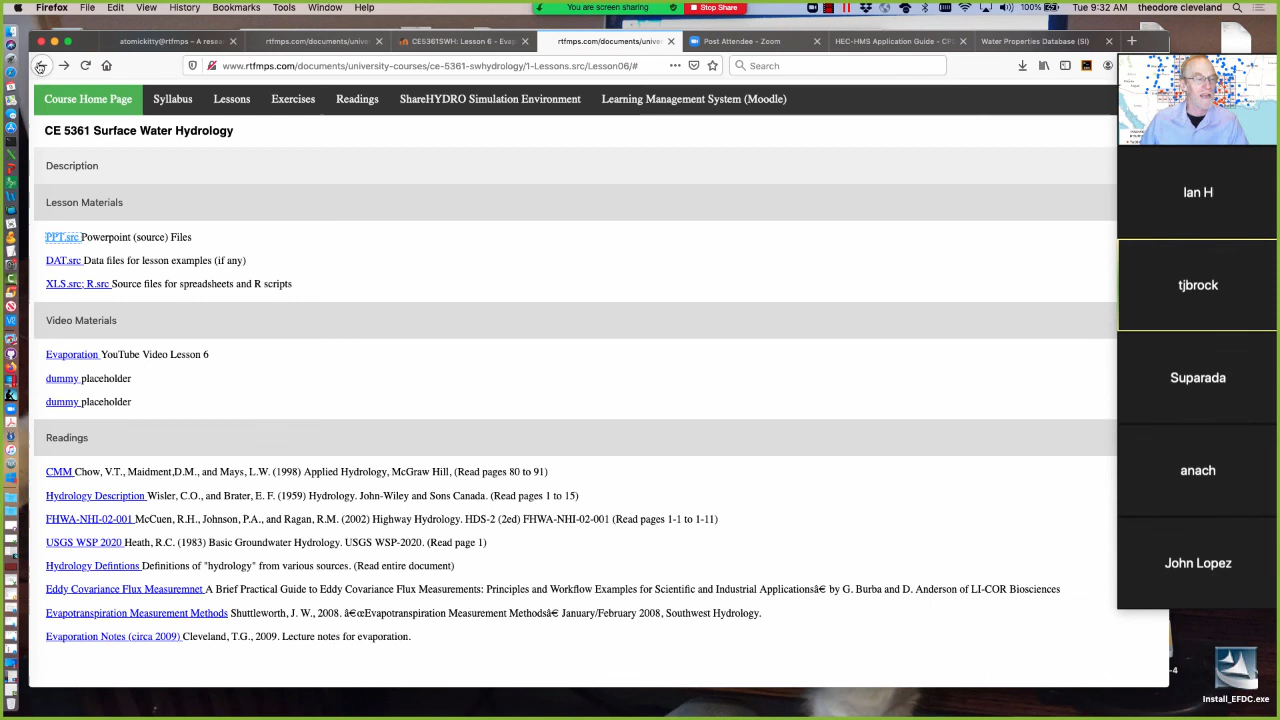 Firefox File Edit View History Bookmarks Tools Window Help
You are screen sharing
Stop Share
100% Tue 9:32 AM theodore cleveland
atomickitty@rtfmps – A resea
rtfmps.com/documents/univer
CE5361SWH: Lesson 6 - Evap
rtfmps.com/documents/univer
Post Attendee - Zoom
HEC-HMS Application Guide - CPD
Water Properties Database (SI)
www.rtfmps.com/documents/university-courses/ce-5361-swhydrology/1-Lessons.src/Lesson06/#
Search
Course Home Page Syllabus Lessons Exercises Readings ShareHYDRO Simulation Environment Learning Management System (Moodle)
CE 5361 Surface Water Hydrology
Description
Lesson Materials
PPT.src Powerpoint (source) Files
DAT.src Data files for lesson examples (if any)
XLS.src; R.src Source files for spreadsheets and R scripts
Video Materials
Evaporation YouTube Video Lesson 6
dummy placeholder
dummy placeholder
Readings
CMM Chow, V.T., Maidment,D.M., and Mays, L.W. (1998) Applied Hydrology, McGraw Hill, (Read pages 80 to 91)
Hydrology Description Wisler, C.O., and Brater, E. F. (1959) Hydrology. John-Wiley and Sons Canada. (Read pages 1 to 15)
FHWA-NHI-02-001 McCuen, R.H., Johnson, P.A., and Ragan, R.M. (2002) Highway Hydrology. HDS-2 (2ed) FHWA-NHI-02-001 (Read pages 1-1 to 1-11)
USGS WSP 2020 Heath, R.C. (1983) Basic Groundwater Hydrology. USGS WSP-2020. (Read page 1)
Hydrology Defintions Definitions of "hydrology" from various sources. (Read entire document)
Eddy Covariance Flux Measuremnet A Brief Practical Guide to Eddy Covariance Flux Measurements: Principles and Workflow Examples for Scientific and Industrial Applicationsâ€ by G. Burba and D. Anderson of LI-COR Biosciences
Evapotranspiration Measurement Methods Shuttleworth, J. W., 2008. â€œEvapotranspiration Measurement Methodsâ€ January/February 2008, Southwest Hydrology.
Evaporation Notes (circa 2009) Cleveland, T.G., 2009. Lecture notes for evaporation.
Ian H
tjbrock
Suparada
anach
John Lopez
-4
Install_EFDC.exe